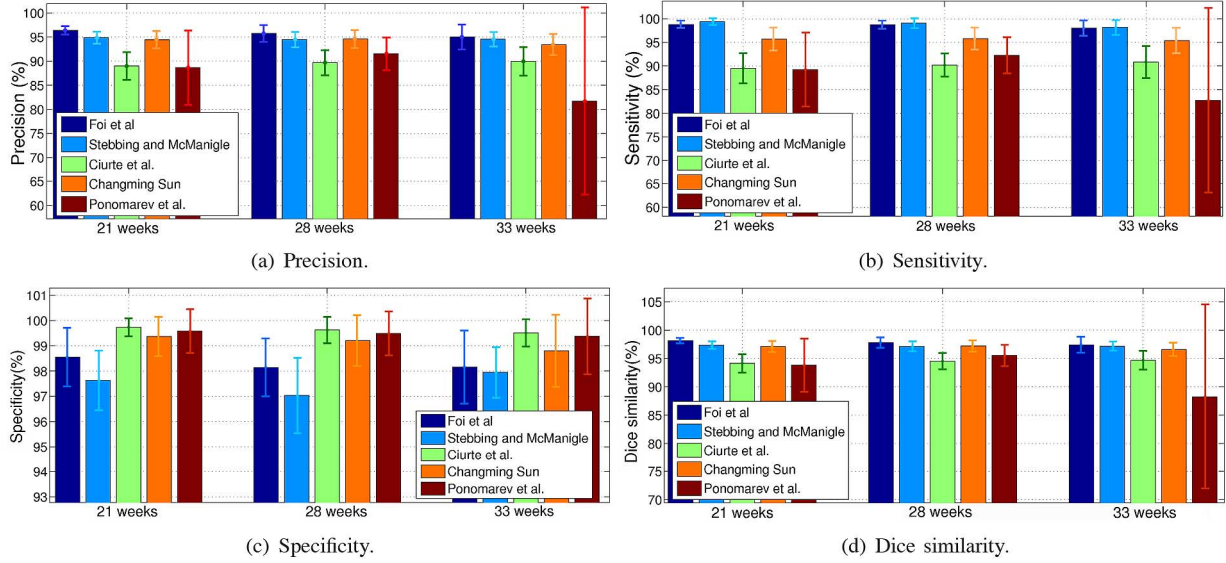 100
95
90
85
80
75
70
65
60
Precision (%)
Foi et al
Stebbing and McManigle
Ciurte et al.
Changming Sun
Ponomarev et al.
21 weeks
28 weeks
33 weeks
(a) Precision.
100
95
90
85
80
75
70
65
60
Sensitivity (%)
Foi et al
Stebbing and McManigle
Ciurte et al.
Changming Sun
Ponomarev et al.
21 weeks
28 weeks
33 weeks
(b) Sensitivity.
101
100
99
98
97
96
95
94
93
Specificity(%)
Foi et al
Stebbing and McManigle
Ciurte et al.
Changming Sun
Ponomarev et al.
21 weeks
28 weeks
33 weeks
(c) Specificity.
105
100
95
90
85
80
75
70
Dice similarity(%)
Foi et al
Stebbing and McManigle
Ciurte et al.
Changming Sun
Ponomarev et al.
21 weeks
28 weeks
33 weeks
(d) Dice similarity.